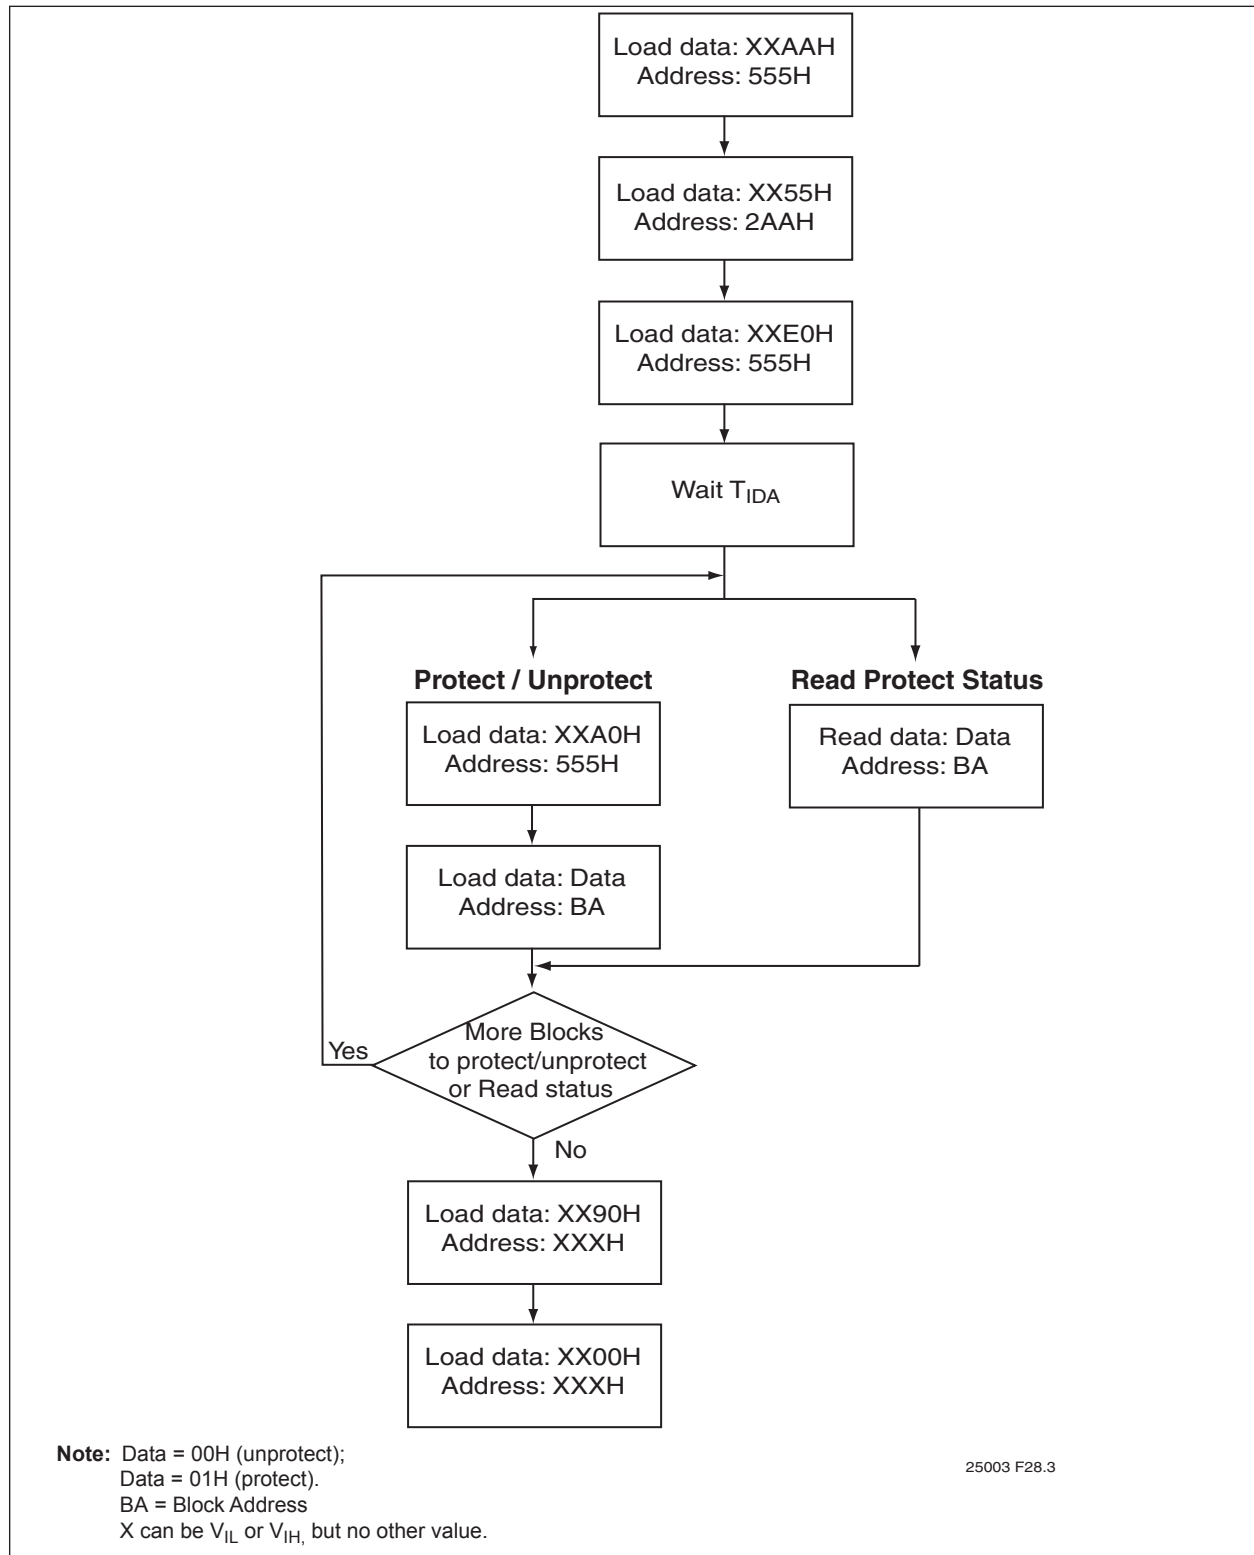 Load data: XXAAH
Address: 555H
Load data: XX55H
Address: 2AAH
Load data: XXE0H
Address: 555H
Wait TIDA
Protect / Unprotect
Load data: XXA0H
Address: 555H
Load data: Data
Address: BA
Read Protect Status
Read data: Data
Address: BA
More Blocks
to protect/unprotect
or Read status
Yes
No
Load data: XX90H
Address: XXXH
Load data: XX00H
Address: XXXH
Note: Data = 00H (unprotect);
Data = 01H (protect).
BA = Block Address
X can be VIL or VIH, but no other value.
25003 F28.3